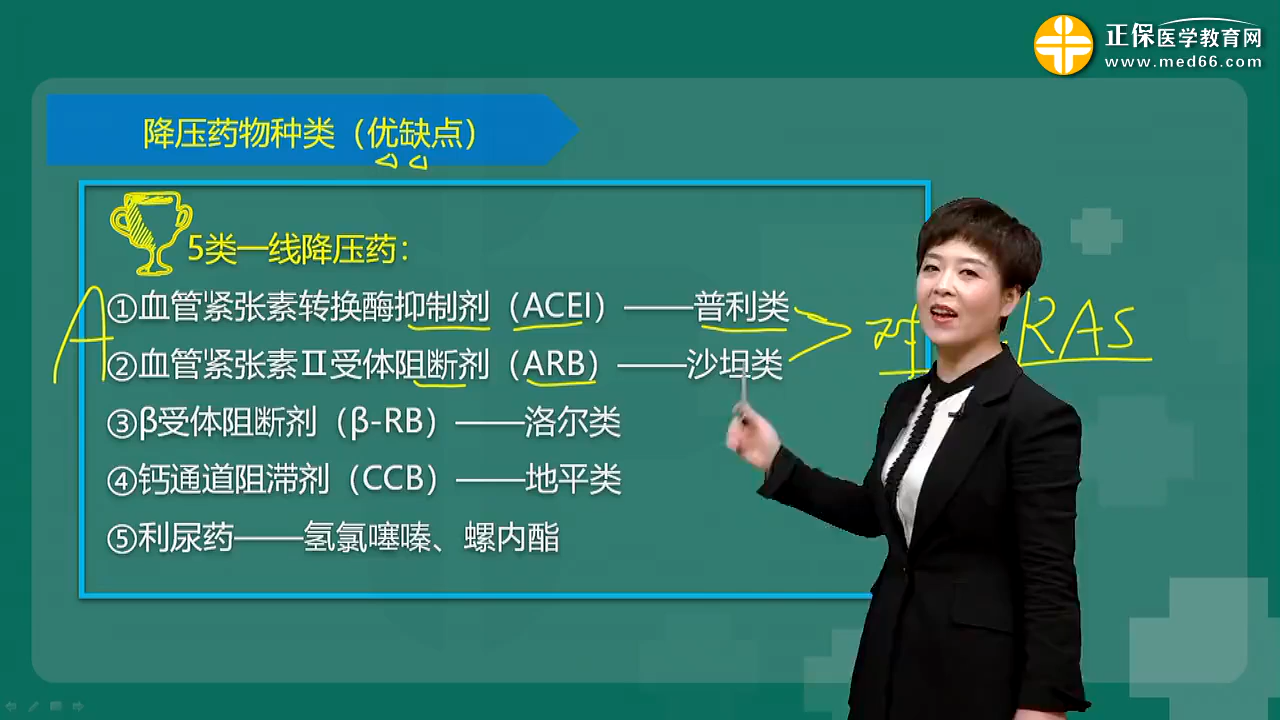 正保医学教育网
www.med66.com
降压药物种类（优缺点）
5类一线降压药：
A
①血管紧张素转换酶抑制剂（ACEI）——普利类
②血管紧张素Ⅱ受体阻断剂（ARB）——沙坦类
RAS
③β受体阻断剂（β-RB）——洛尔类
④钙通道阻滞剂（CCB）——地平类
⑤利尿药——氢氯噻嗪、螺内酯